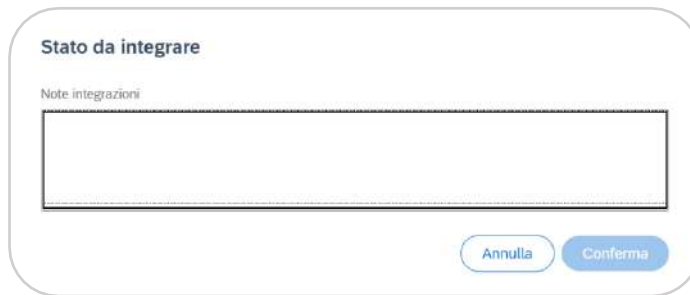 Stato da integrare
Note integrazioni
Annulla
Conferma